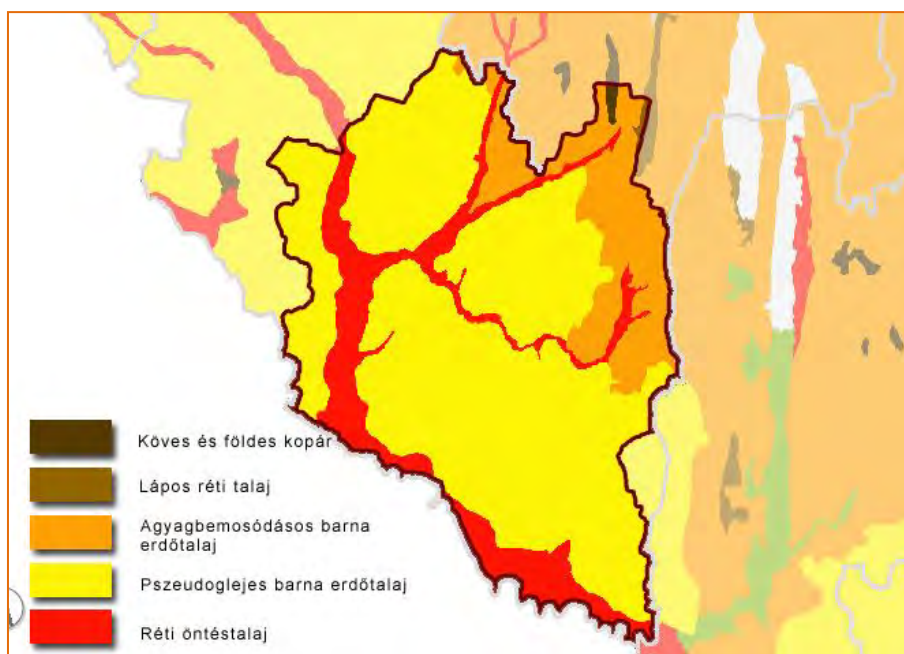 Köves és földes kopár
Lápos réti talaj
Agyagbemosódásos barna
erdőtalaj
Pszeudoglejes barna erdőtalaj
Réti öntéstalaj